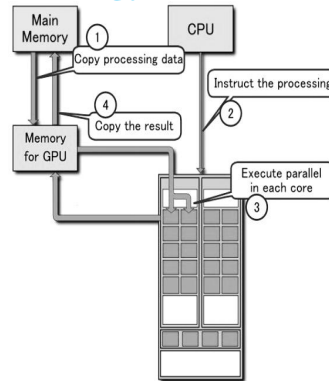 Main
Memory
1
Copy processing data
CPU
Instruct the processing
2
4
Copy the result
Memory
for GPU
Execute parallel
in each core
3